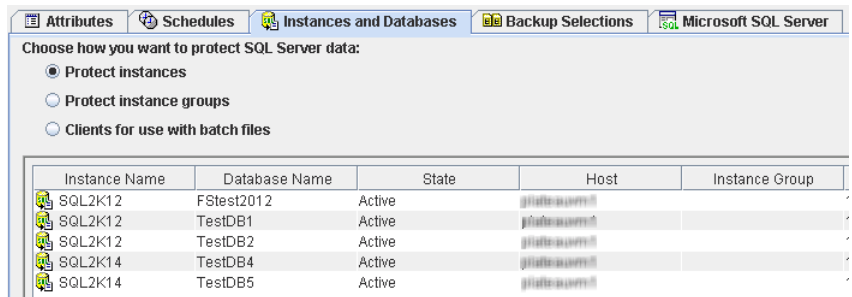 Attributes Schedules Instances and Databases Backup Selections Microsoft SQL Server
Choose how you want to protect SQL Server data:
Protect instances
Protect instance groups
Clients for use with batch files
Instance Name Database Name State Host Instance Group
SQL2K12 FStest2012 Active
SQL2K12 TestDB1 Active
SQL2K12 TestDB2 Active
SQL2K14 TestDB4 Active
SQL2K14 TestDB5 Active